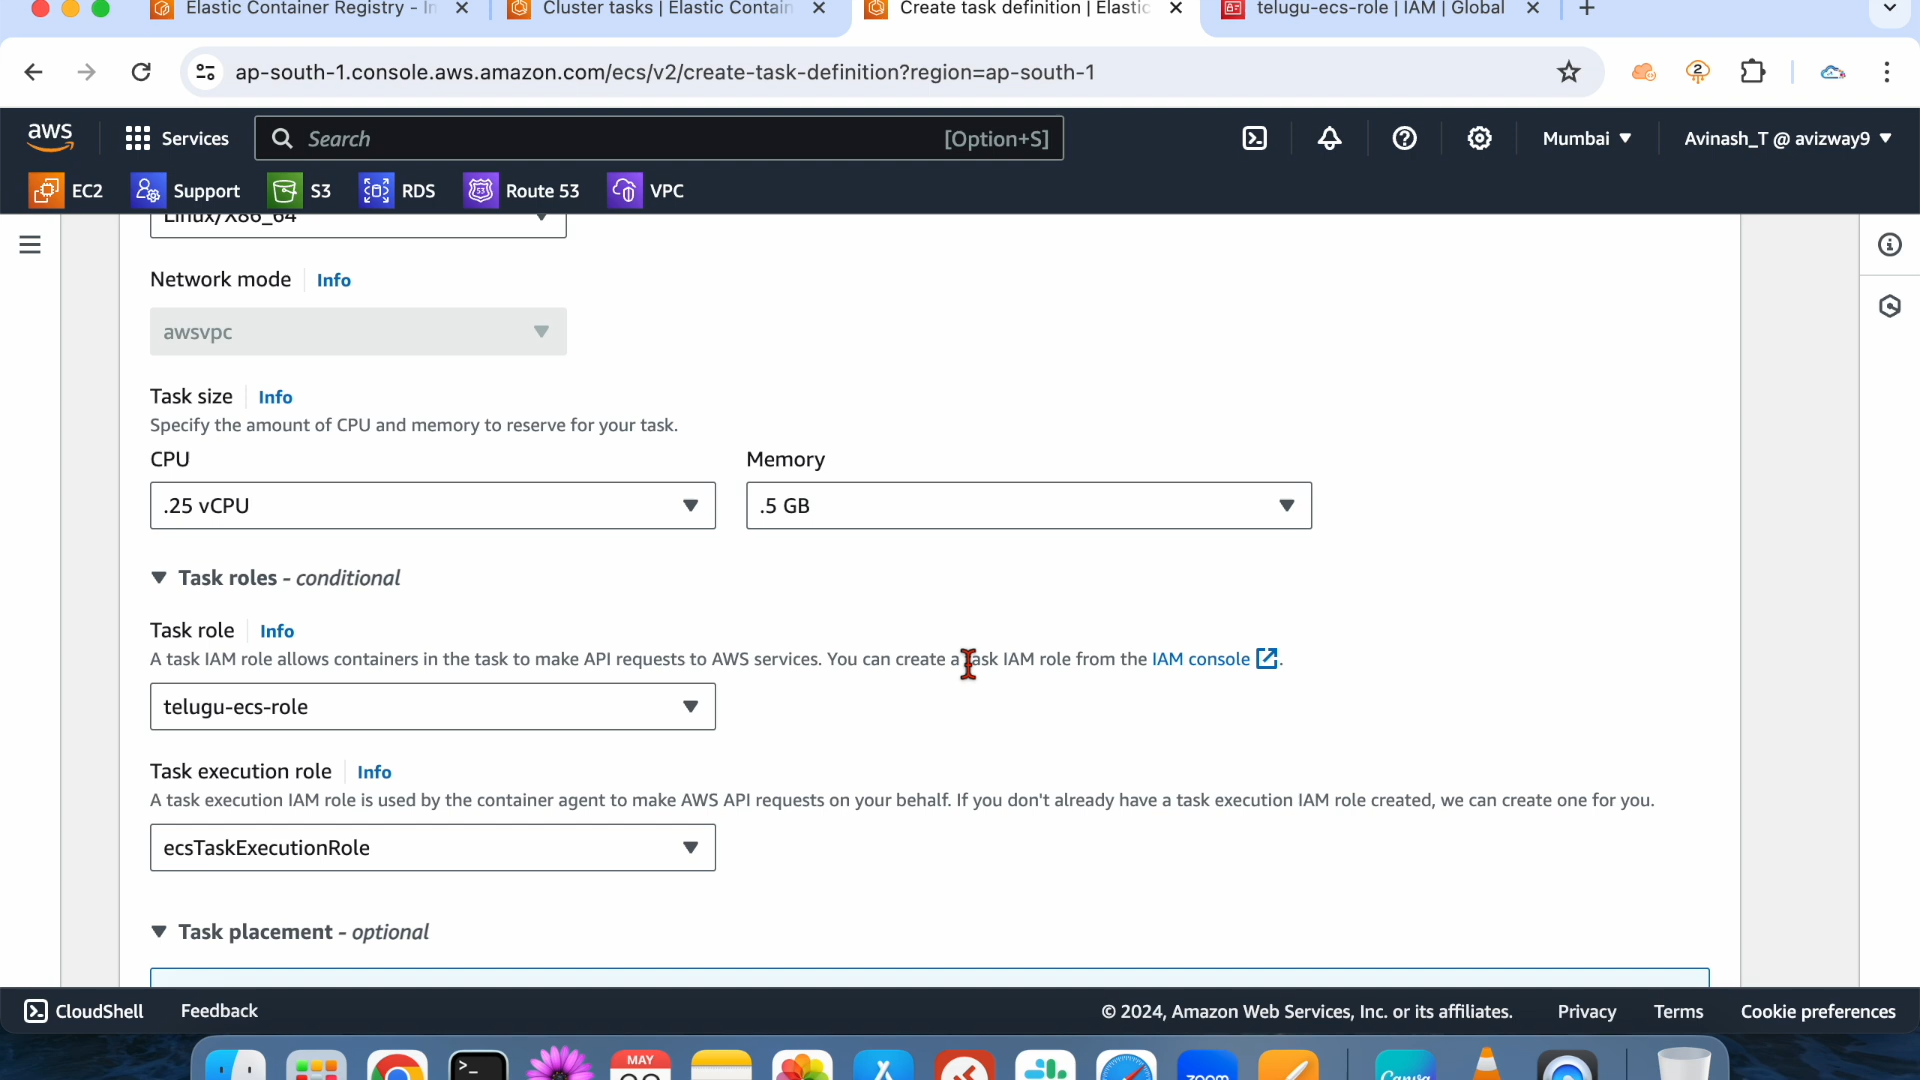 Elastic Container Registry - In
Cluster tasks | Elastic Contain
Create task definition | Elastic
telugu-ecs-role | IAM | Global
ap-south-1.console.aws.amazon.com/ecs/v2/create-task-definition?region=ap-south-1
2
aws
Services
Search
[Option+S]
Mumbai
Avinash_T @ avizway9
EC2
Support
S3
RDS
Route 53
VPC
Linux/X86_64
Network mode
Info
awsvpc
Task size
Info
Specify the amount of CPU and memory to reserve for your task.
CPU
Memory
.25 vCPU
.5 GB
Task roles - conditional
Task role
Info
A task IAM role allows containers in the task to make API requests to AWS services. You can create a task IAM role from the IAM console.
telugu-ecs-role
Task execution role
Info
A task execution IAM role is used by the container agent to make AWS API requests on your behalf. If you don't already have a task execution IAM role created, we can create one for you.
ecsTaskExecutionRole
Task placement - optional
CloudShell
Feedback
© 2024, Amazon Web Services, Inc. or its affiliates.
Privacy
Terms
Cookie preferences
MAY
zoom
Canva